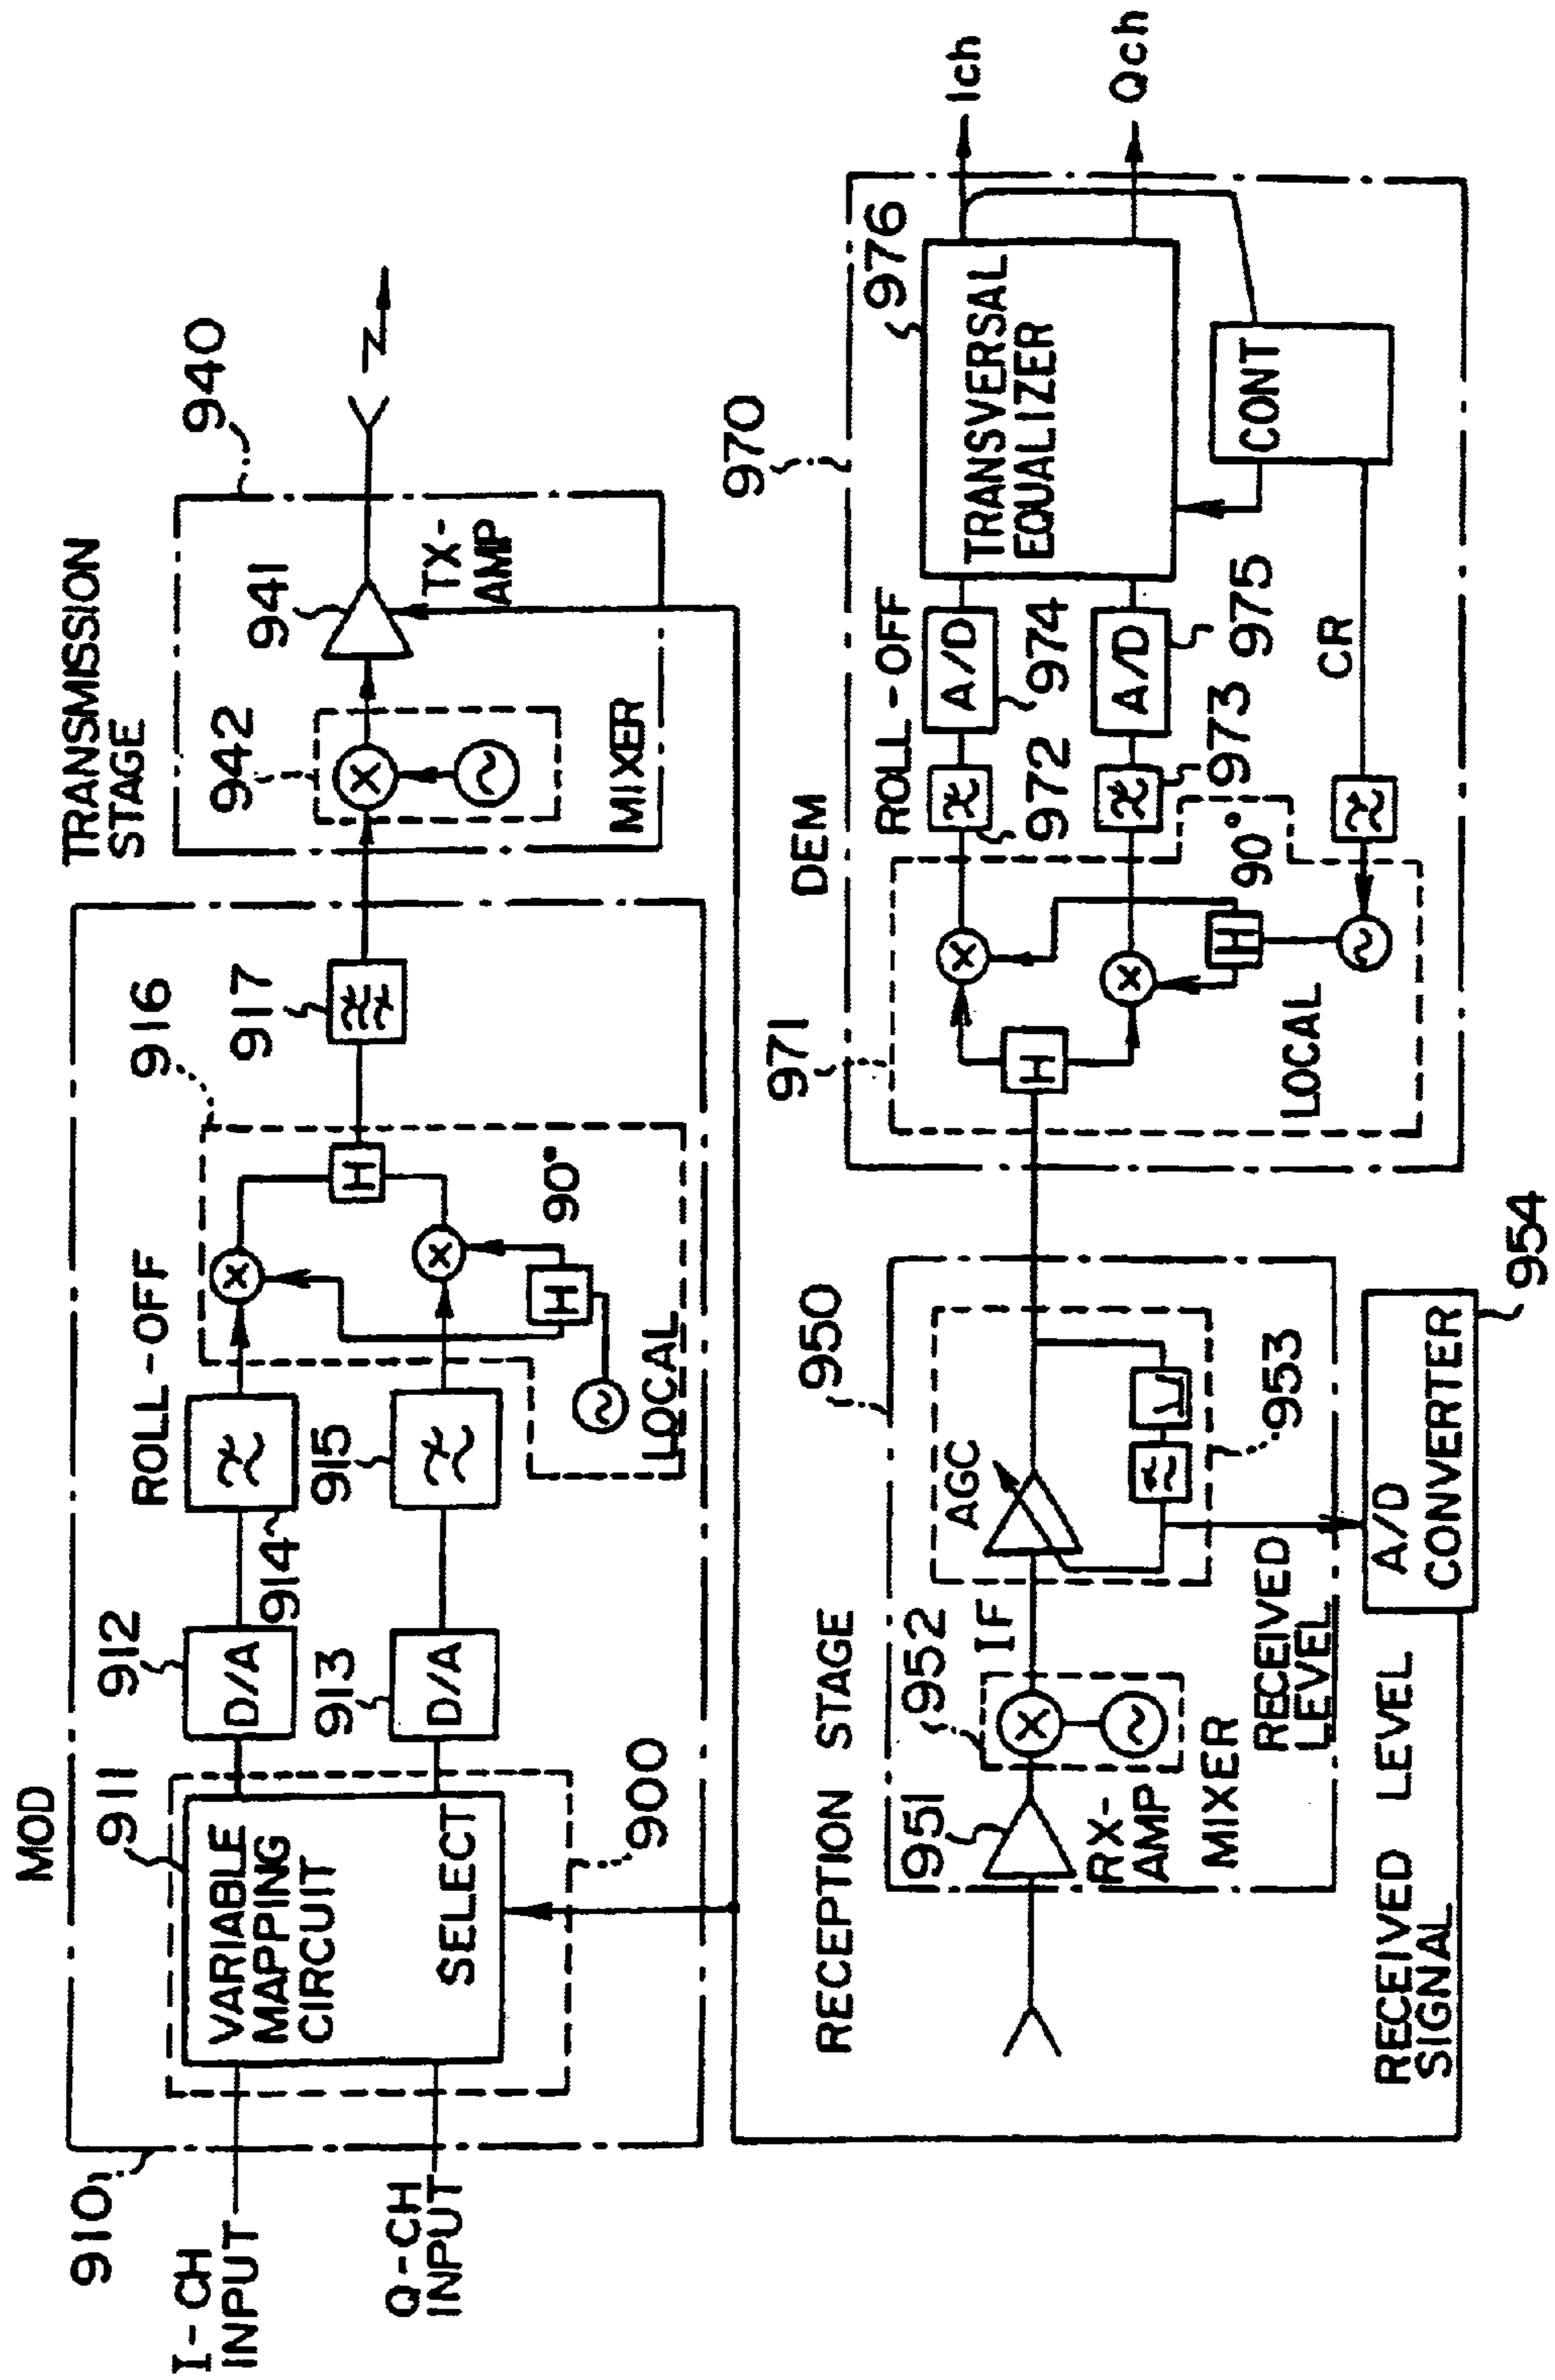 MOD
910
I-CH
INPUT
Q-CH
INPUT
911
VARIABLE
MAPPING
CIRCUIT
SELECT
900
912
D/A
913
D/A
914
ROLL-OFF
915
916
H
90°
H
LOCAL
917
TRANSMISSION
STAGE
940
942
MIXER
941
TX-
AMP
RECEPTION STAGE
950
951
RX-
AMP
952
MIXER
IF
AGC
953
RECEIVED
LEVEL
954
A/D
CONVERTER
RECEIVED LEVEL
RECEIVED
SIGNAL
DEM
970
971
H
90°
H
LOCAL
ROLL-OFF
972
973
A/D
974
A/D
975
976
TRANSVERSAL
EQUALIZER
CONT
CR
Ich
Qch